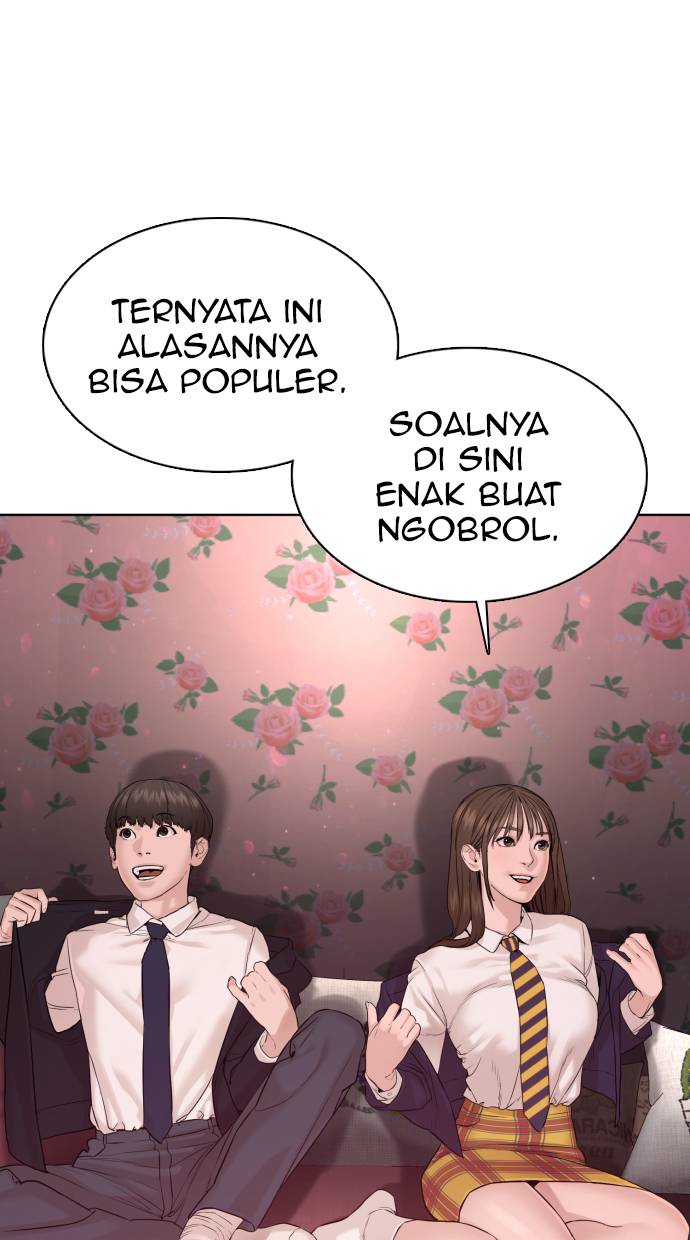 TERNYATA INI
ALASANNYA
BISA POPULER.
SOALNYA
DI SINI
ENAK BUAT
NGOBROL.